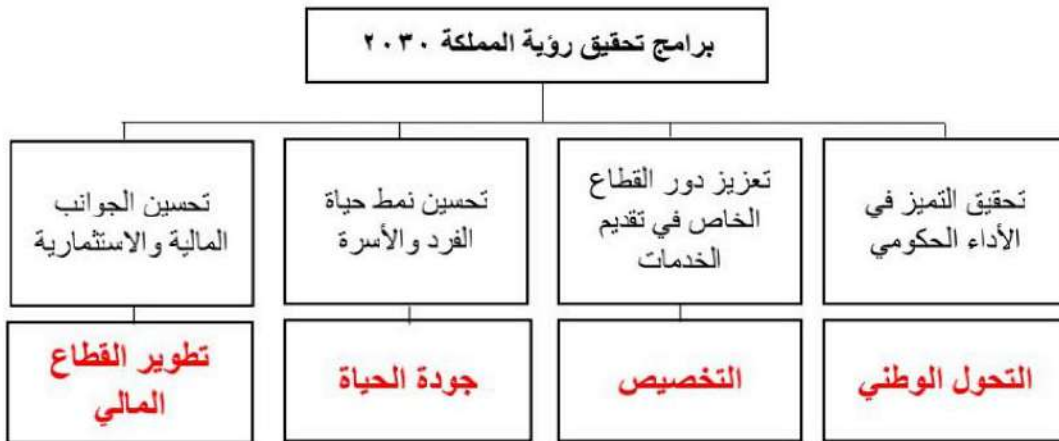 برامج تحقيق رؤية المملكة ٢٠٣٠
تحقيق التميز في
الأداء الحكومي
تعزيز دور القطاع
الخاص في تقديم
الخدمات
تحسين نمط حياة
الفرد والأسرة
تحسين الجوانب
المالية والاستثمارية
التحول الوطني
التخصيص
جودة الحياة
تطوير القطاع
المالي